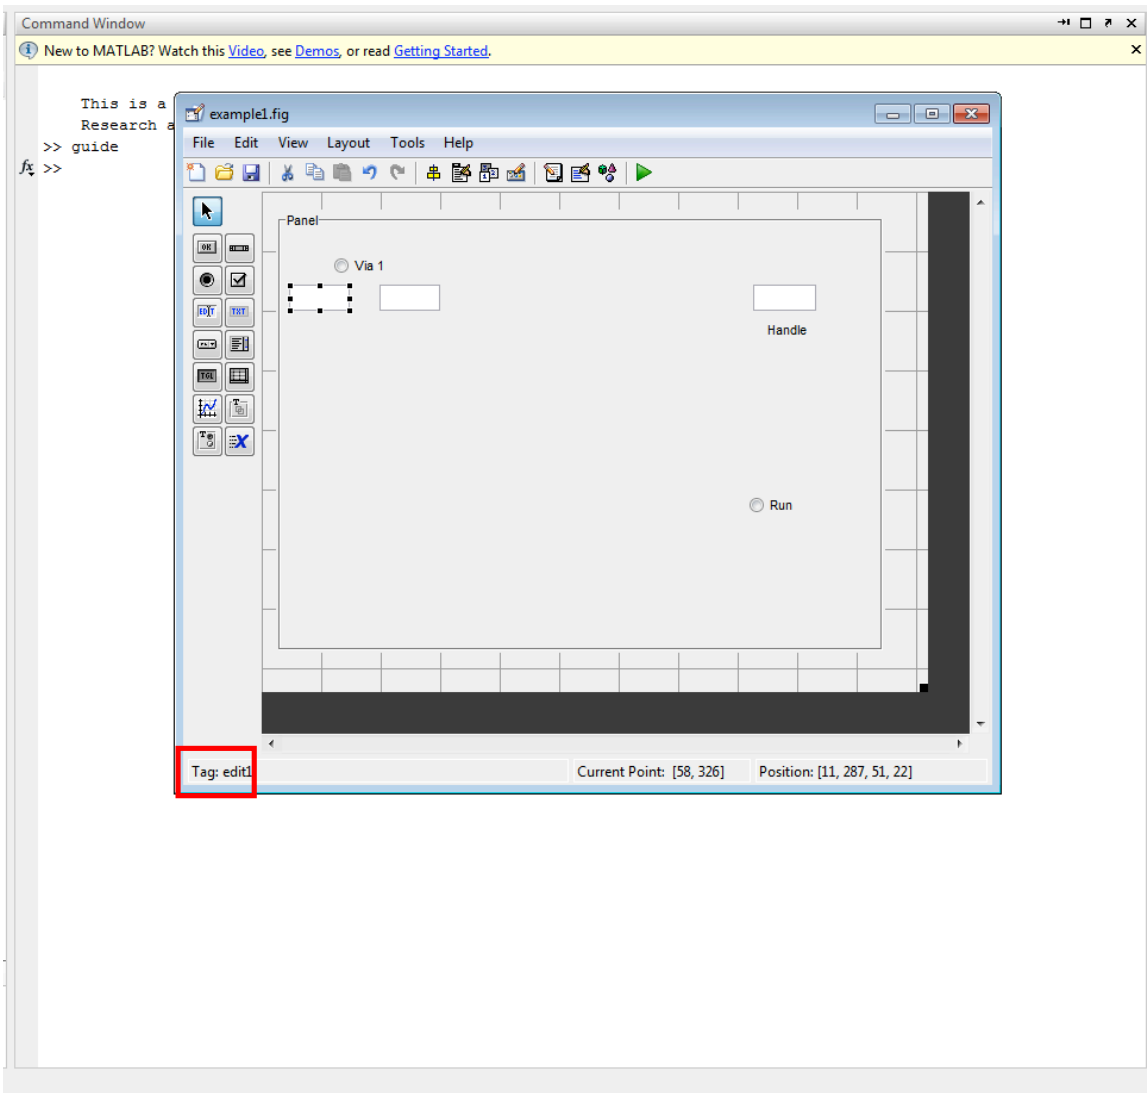 Command Window
New to MATLAB? Watch this Video, see Demos, or read Getting Started.
This is a
Research a
>> guide
fx >>
example1.fig
File Edit View Layout Tools Help
Panel
OK
Via 1
EDIT TXT
Handle
TGL
Run
Tag: edit1 Current Point: [58, 326] Position: [11, 287, 51, 22]